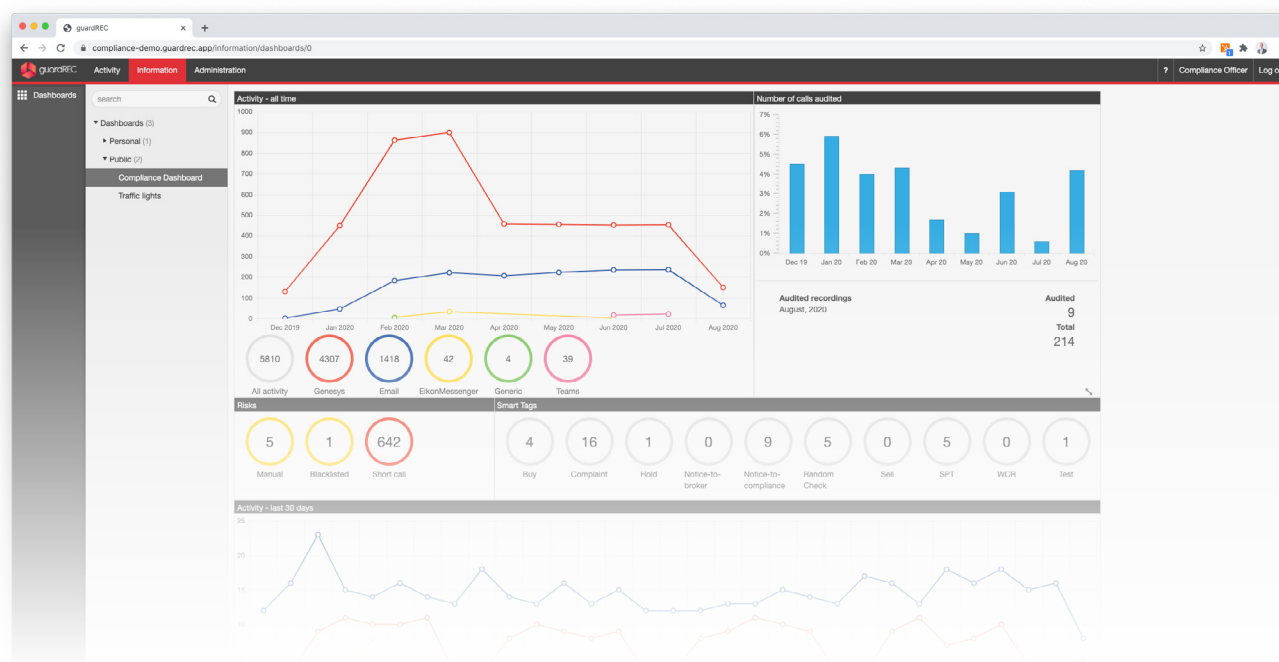 guardREC
compliance-demo.guardrec.app/information/dashboards/0
guardREC
Activity
Information
Administration
?
Compliance Officer
Log o
Dashboards
search
Dashboards (3)
Personal (1)
Public (2)
Compliance Dashboard
Traffic lights
Activity - all time
1000
900
800
700
600
500
400
300
200
100
0
Dec 2019 Jan 2020 Feb 2020 Mar 2020 Apr 2020 May 2020 Jun 2020 Jul 2020 Aug 2020
5810 4307 1418 42 4 39
All activity Genesys Email EikonMessenger Generic Teams
Number of calls audited
7%
6%
5%
4%
3%
2%
1%
0%
Dec 19 Jan 20 Feb 20 Mar 20 Apr 20 May 20 Jun 20 Jul 20 Aug 20
Audited recordings
August, 2020
Audited
9
Total
214
Risks
5 1 642
Manual Blacklisted Short call
Smart Tags
4 16 1 0 9 5 0 5 0 1
Buy Complaint Hold Notice-to-broker Notice-to-compliance Random Check Sell SPT WCR Test
Activity - last 30 days
20
15
10